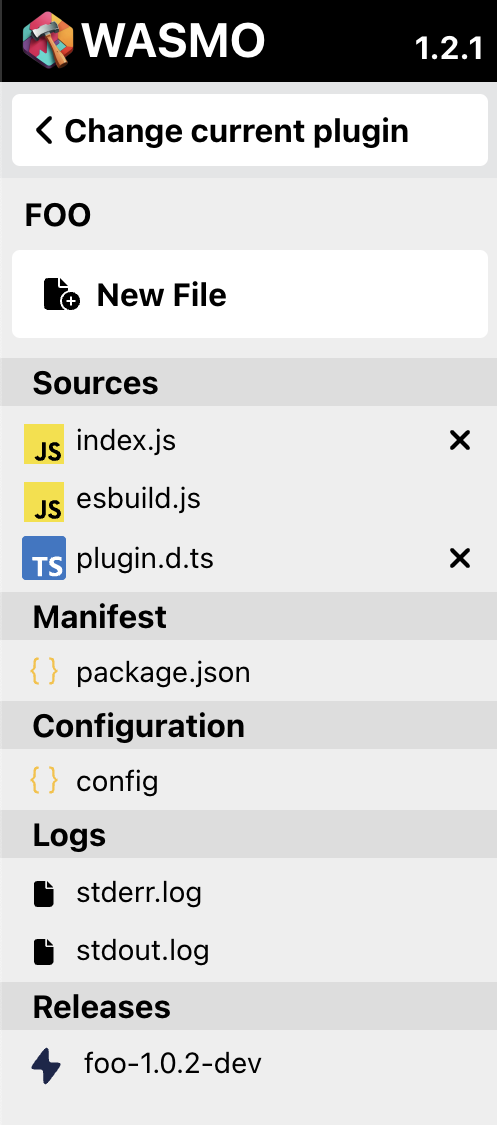 WASMO
1.2.1
Change current plugin
FOO
New File
Sources
JS index.js
JS esbuild.js
TS plugin.d.ts
Manifest
{ } package.json
Configuration
{ } config
Logs
stderr.log
stdout.log
Releases
foo-1.0.2-dev